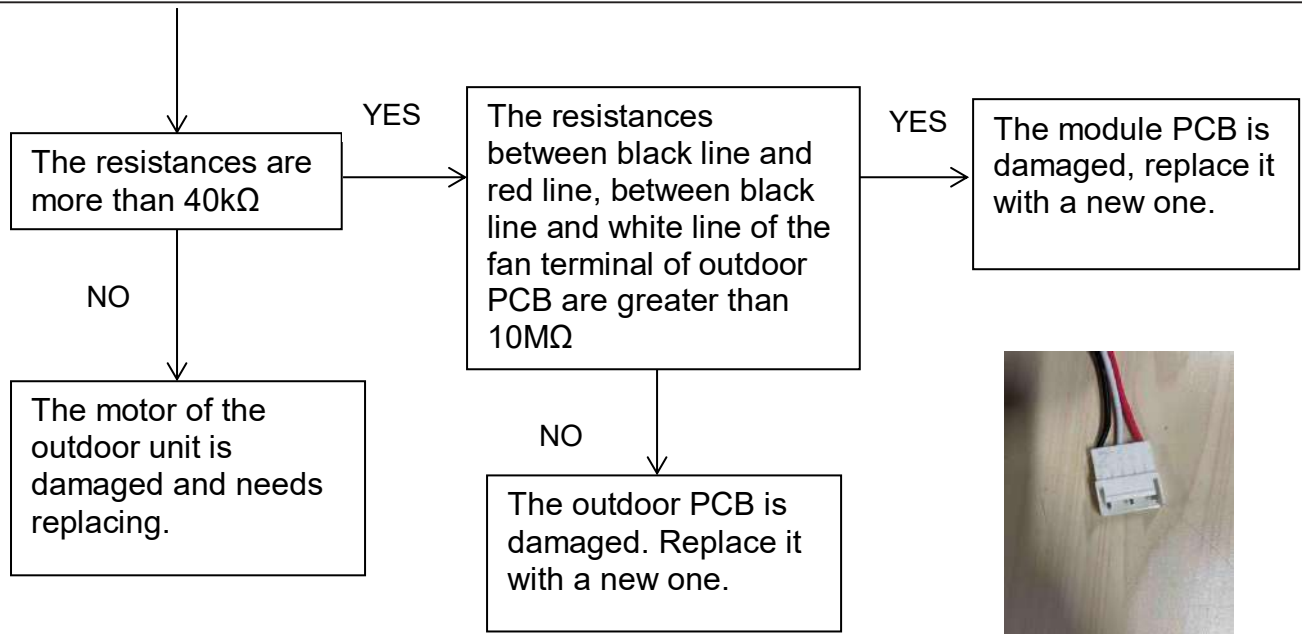 The resistances are
more than 40kΩ
YES
The resistances
between black line and
red line, between black
line and white line of the
fan terminal of outdoor
PCB are greater than
10MΩ
YES
The module PCB is
damaged, replace it
with a new one.
NO
The motor of the
outdoor unit is
damaged and needs
replacing.
NO
The outdoor PCB is
damaged. Replace it
with a new one.